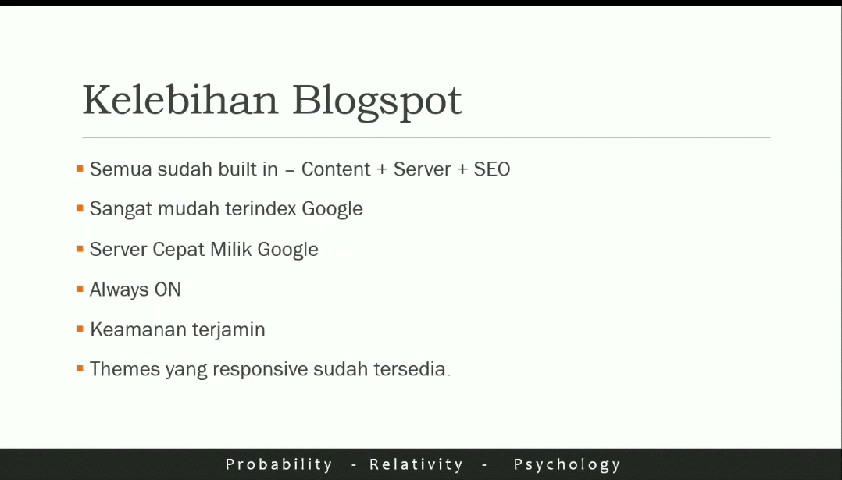 Kelebihan Blogspot
Semua sudah built in – Content + Server + SEO
Sangat mudah terindex Google
Server Cepat Milik Google
Always ON
Keamanan terjamin
Themes yang responsive sudah tersedia.
Probability - Relativity - Psychology